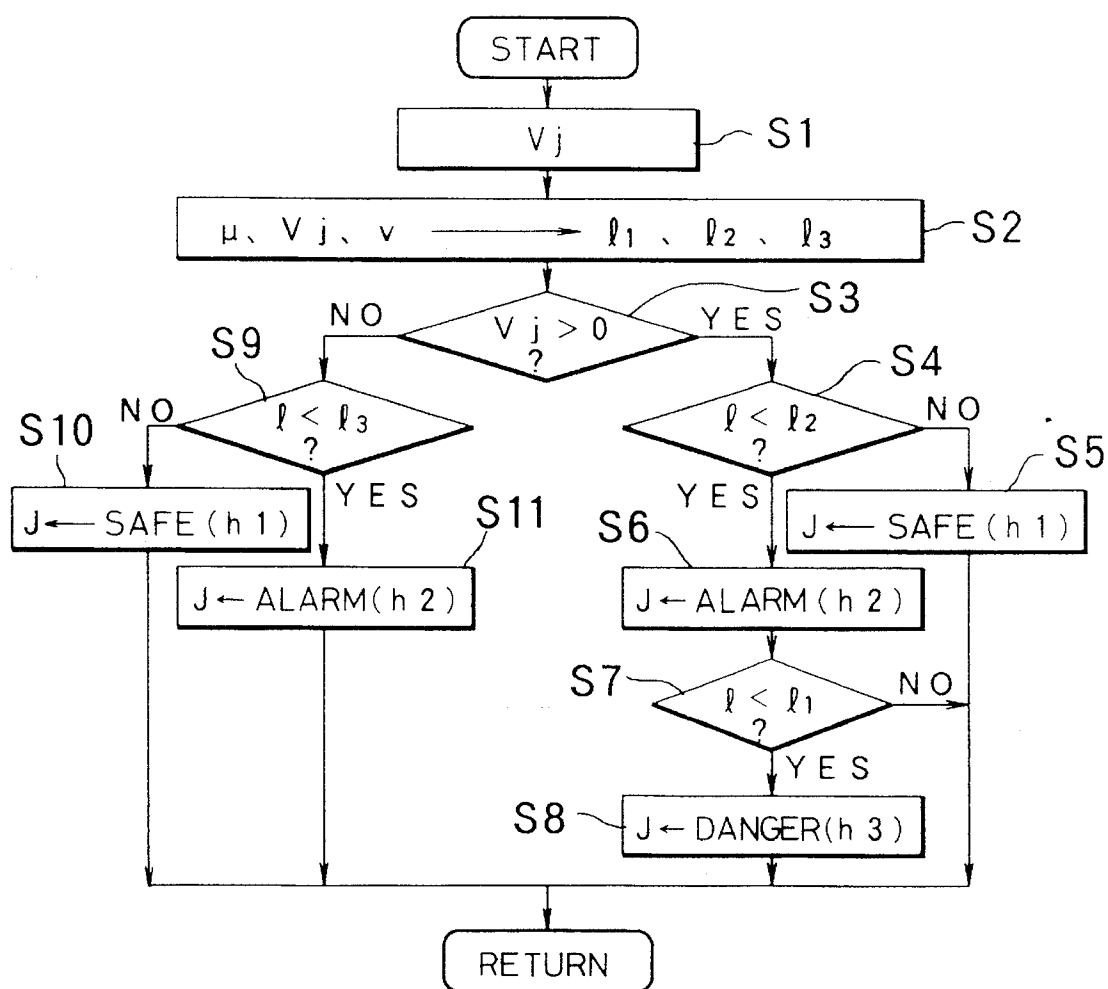 START
Vj
S1
μ、Vj、v → ℓ1、ℓ2、ℓ3
S2
Vj > 0
?
S3
NO
YES
S9
ℓ < ℓ3
?
NO
YES
S4
ℓ < ℓ2
?
NO
YES
S10
J ← SAFE (h1)
S11
J ← ALARM (h2)
S5
J ← SAFE (h1)
S6
J ← ALARM (h2)
S7
ℓ < ℓ1
?
NO
YES
S8
J ← DANGER (h3)
RETURN